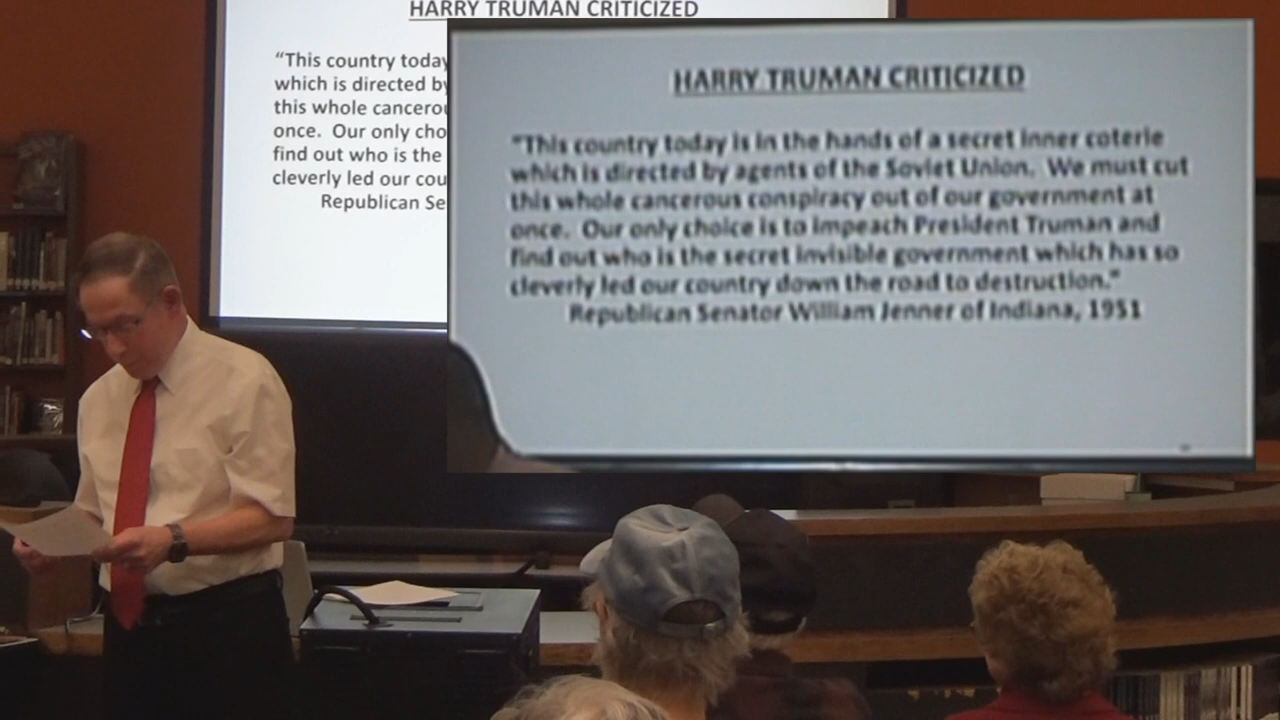 HARRY TRUMAN CRITICIZED
“This country today
which is directed by
this whole cancerou
once. Our only cho
find out who is the
cleverly led our cou
Republican Se
HARRY TRUMAN CRITICIZED
"This country today is in the hands of a secret inner coterie
which is directed by agents of the Soviet Union. We must cut
this whole cancerous conspiracy out of our government at
once. Our only choice is to impeach President Truman and
find out who is the secret invisible government which has so
cleverly led our country down the road to destruction."
Republican Senator William Jenner of Indiana, 1951